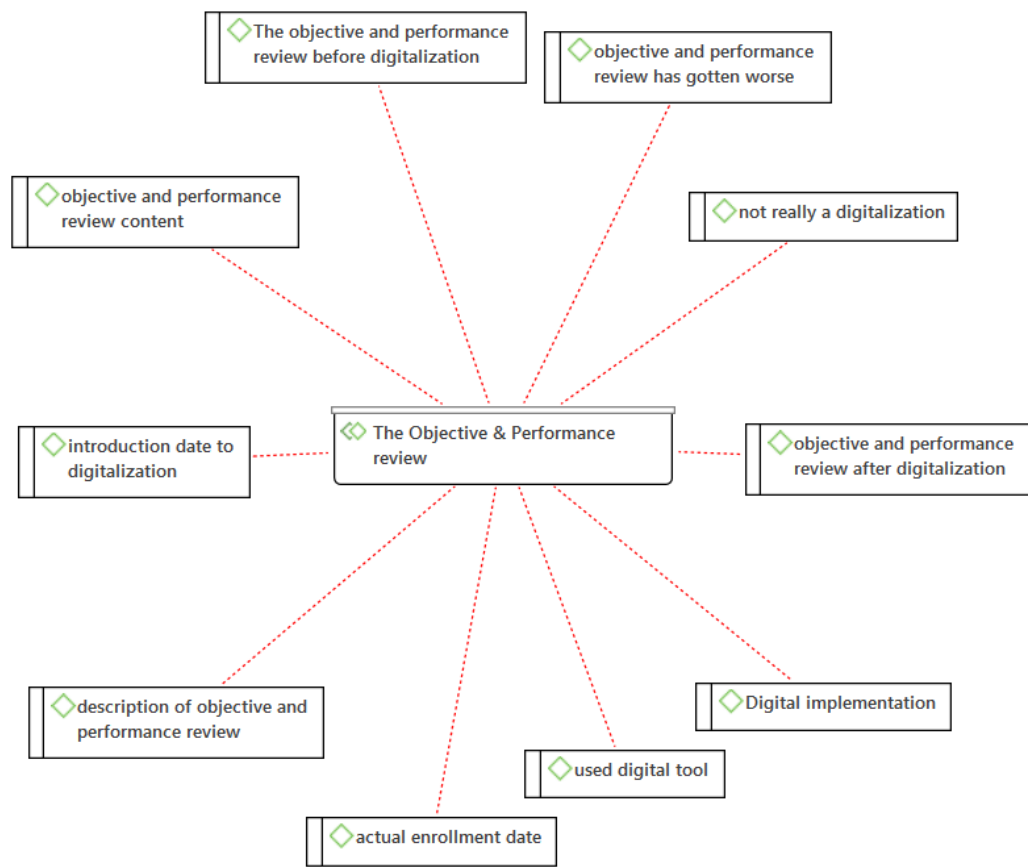 The objective and performance
review before digitalization
objective and performance
review has gotten worse
objective and performance
review content
not really a digitalization
introduction date to
digitalization
The Objective & Performance
review
objective and performance
review after digitalization
description of objective and
performance review
Digital implementation
used digital tool
actual enrollment date